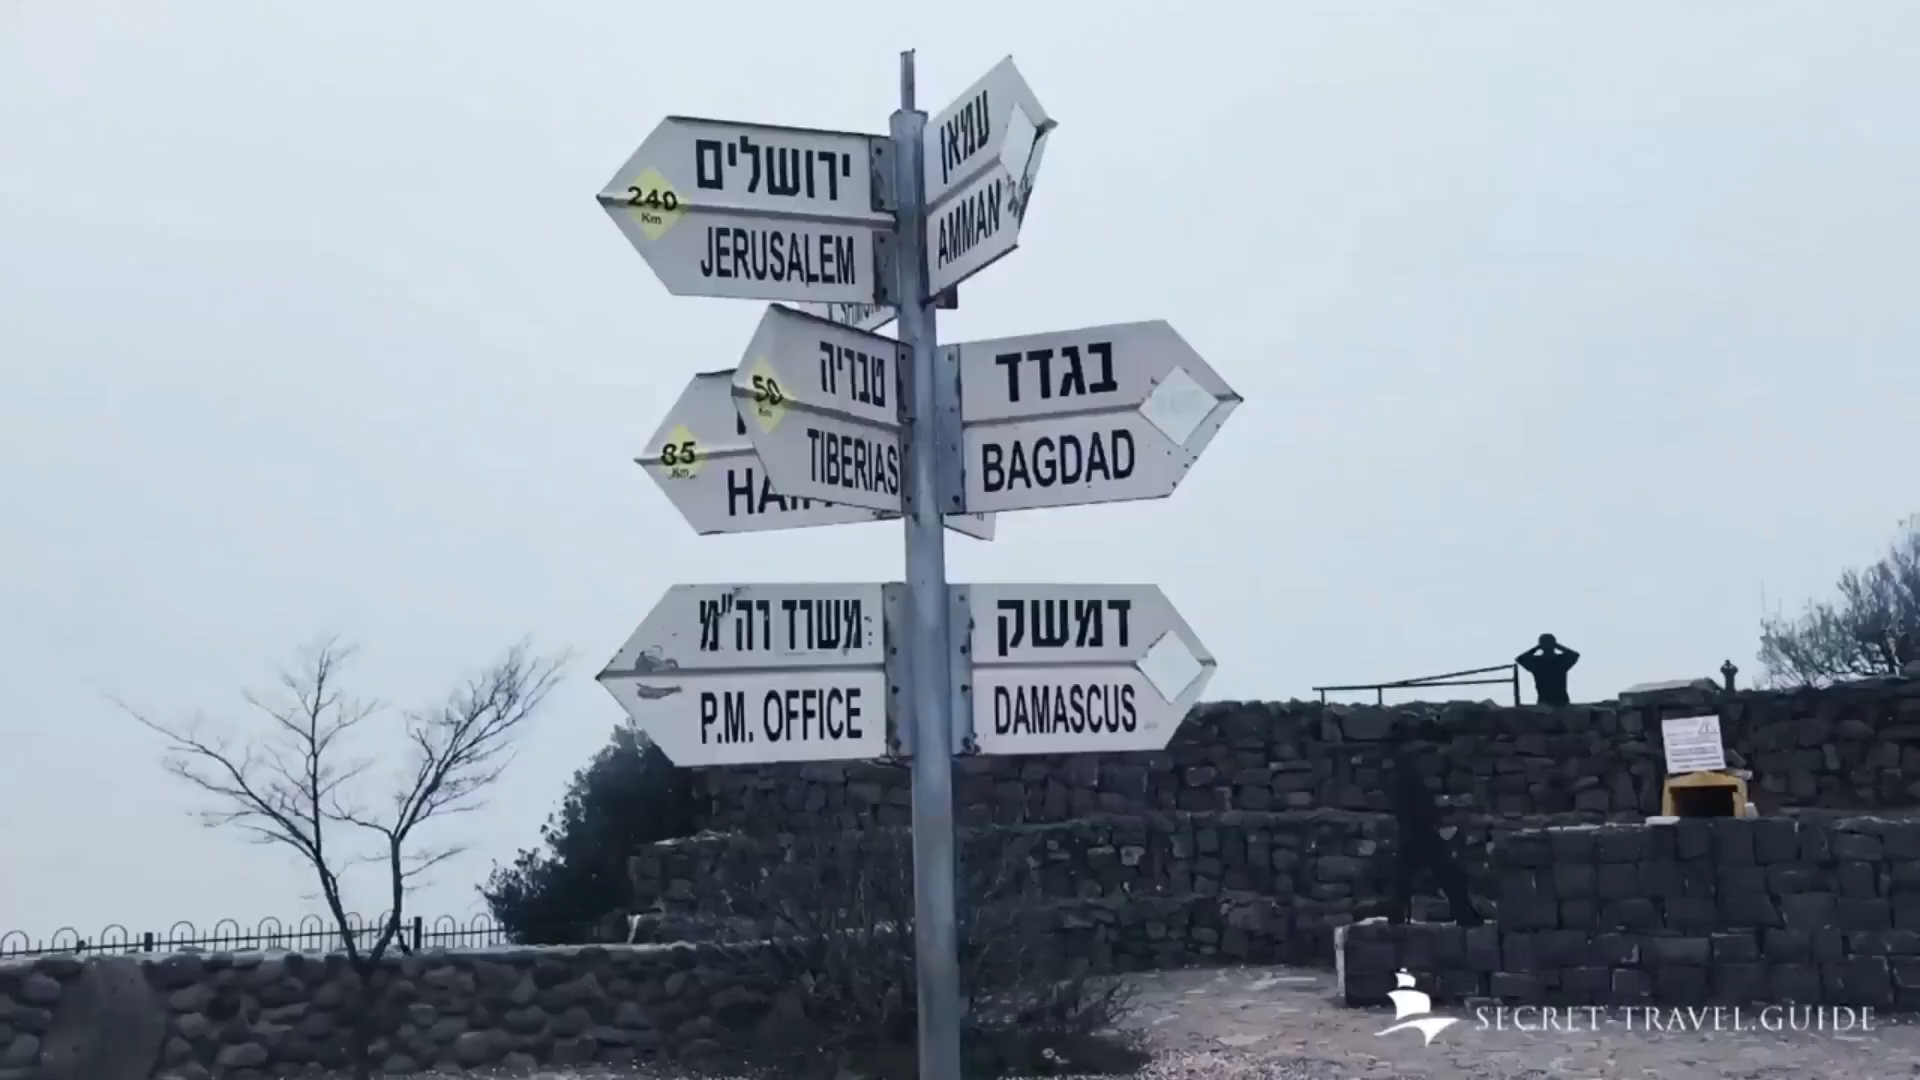 ירושלים
240
Km
JERUSALEM
עמאן
AMMAN
טבריה
50
Km
TIBERIAS
85
Km
בגדד
BAGDAD
משרד רה"מ
P.M. OFFICE
דמשק
DAMASCUS
SECRET-TRAVEL.GUIDE